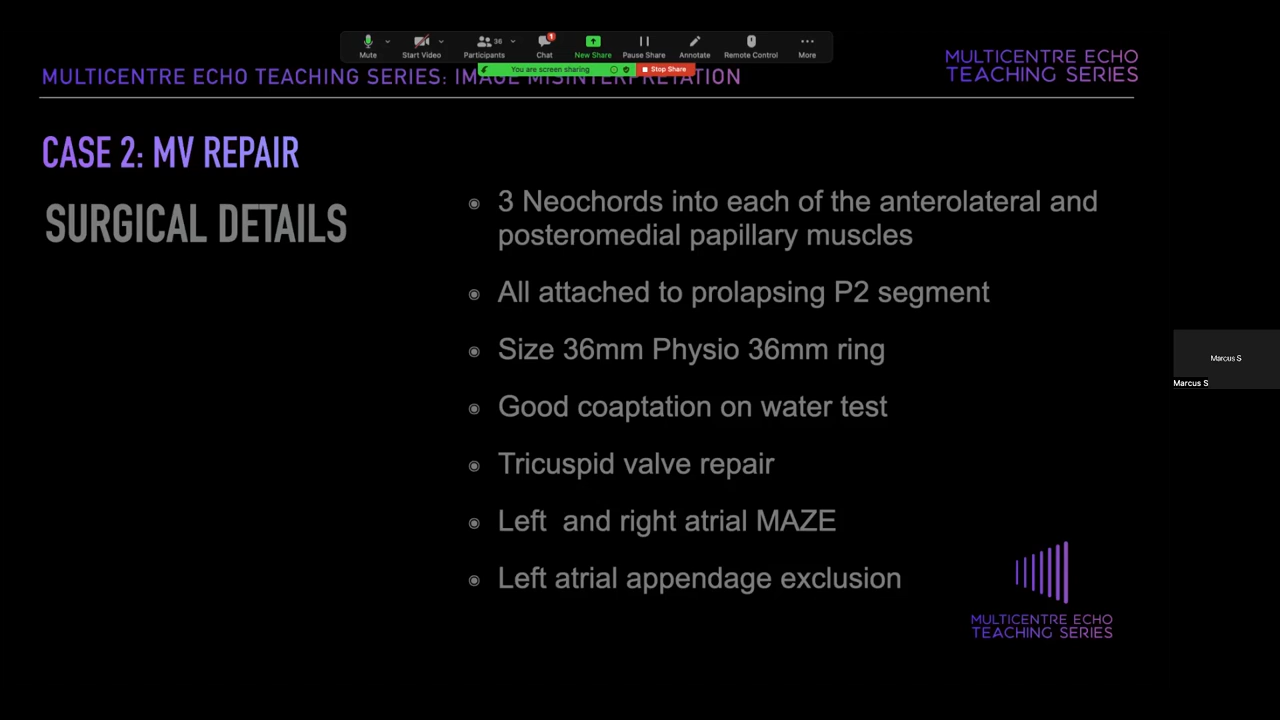 Mute
Start Video
Participants
36
Chat
1
New Share
Pause Share
Annotate
Remote Control
More
You are screen sharing
Stop Share
MULTICENTRE ECHO TEACHING SERIES: IMAGE MISINTERPRETATION
MULTICENTRE ECHO
TEACHING SERIES
CASE 2: MV REPAIR
SURGICAL DETAILS
3 Neochords into each of the anterolateral and
posteromedial papillary muscles
All attached to prolapsing P2 segment
Size 36mm Physio 36mm ring
Good coaptation on water test
Tricuspid valve repair
Left and right atrial MAZE
Left atrial appendage exclusion
Marcus S
Marcus S
MULTICENTRE ECHO
TEACHING SERIES